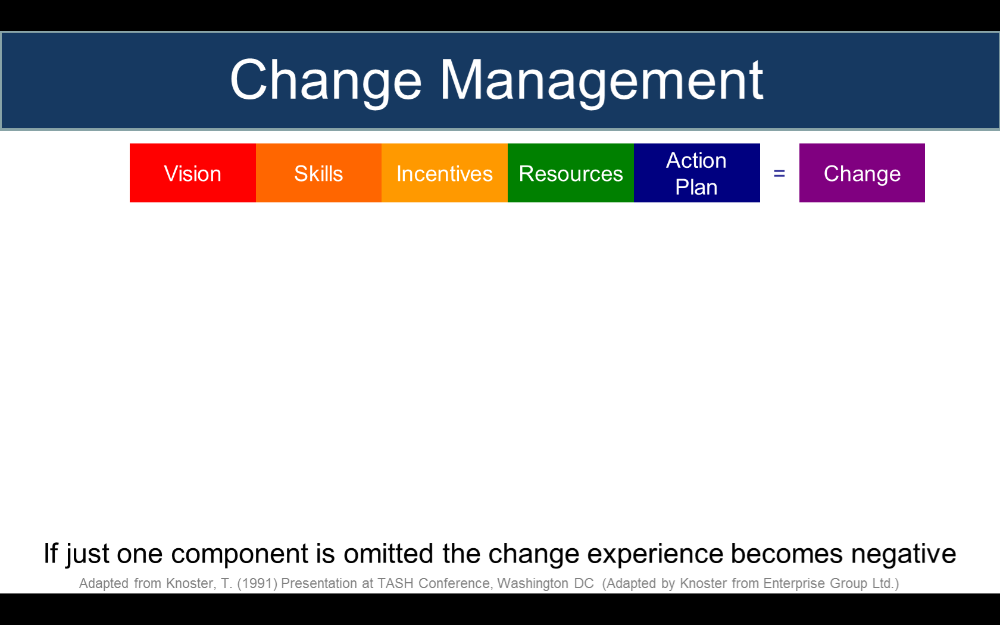 Change Management
Vision Skills Incentives Resources Action Plan = Change
If just one component is omitted the change experience becomes negative
Adapted from Knoster, T. (1991) Presentation at TASH Conference, Washington DC (Adapted by Knoster from Enterprise Group Ltd.)